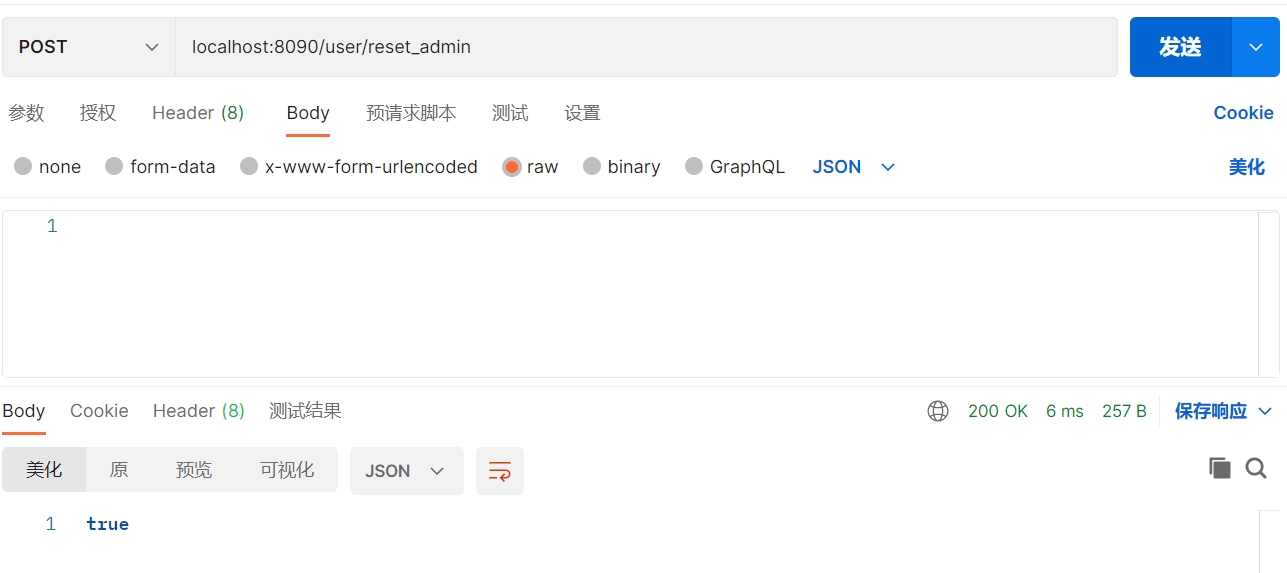 POST localhost:8090/user/reset_admin 发送
参数 授权 Header (8) Body 预请求脚本 测试 设置 Cookie
none form-data x-www-form-urlencoded raw binary GraphQL JSON 美化
1
Body Cookie Header (8) 测试结果 200 OK 6 ms 257 B 保存响应
美化 原 预览 可视化 JSON
1 true